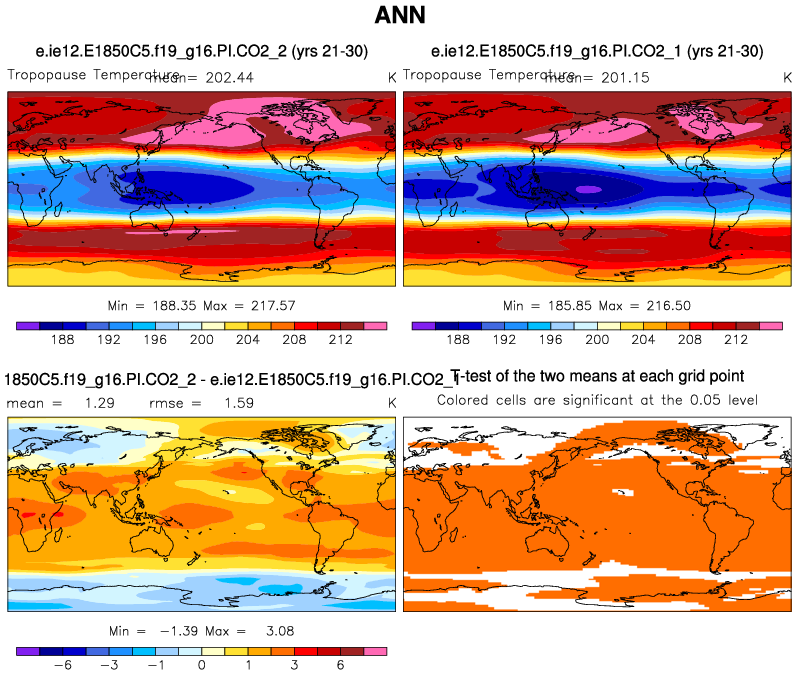 ANN
e.ie12.E1850C5.f19_g16.PI.CO2_2 (yrs 21-30)
e.ie12.E1850C5.f19_g16.PI.CO2_1 (yrs 21-30)
Tropopause Temperature mean= 202.44 K
Tropopause Temperature mean= 201.15 K
Min = 188.35 Max = 217.57
Min = 185.85 Max = 216.50
188 192 196 200 204 208 212
188 192 196 200 204 208 212
1850C5.f19_g16.PI.CO2_2 - e.ie12.E1850C5.f19_g16.PI.CO2_1
T-test of the two means at each grid point
mean = 1.29 rmse = 1.59 K
Colored cells are significant at the 0.05 level
Min = -1.39 Max = 3.08
-6 -3 -1 0 1 3 6